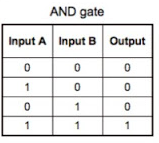 AND gate
Input A Input B Output
0 0 0
1 0 0
0 1 0
1 1 1